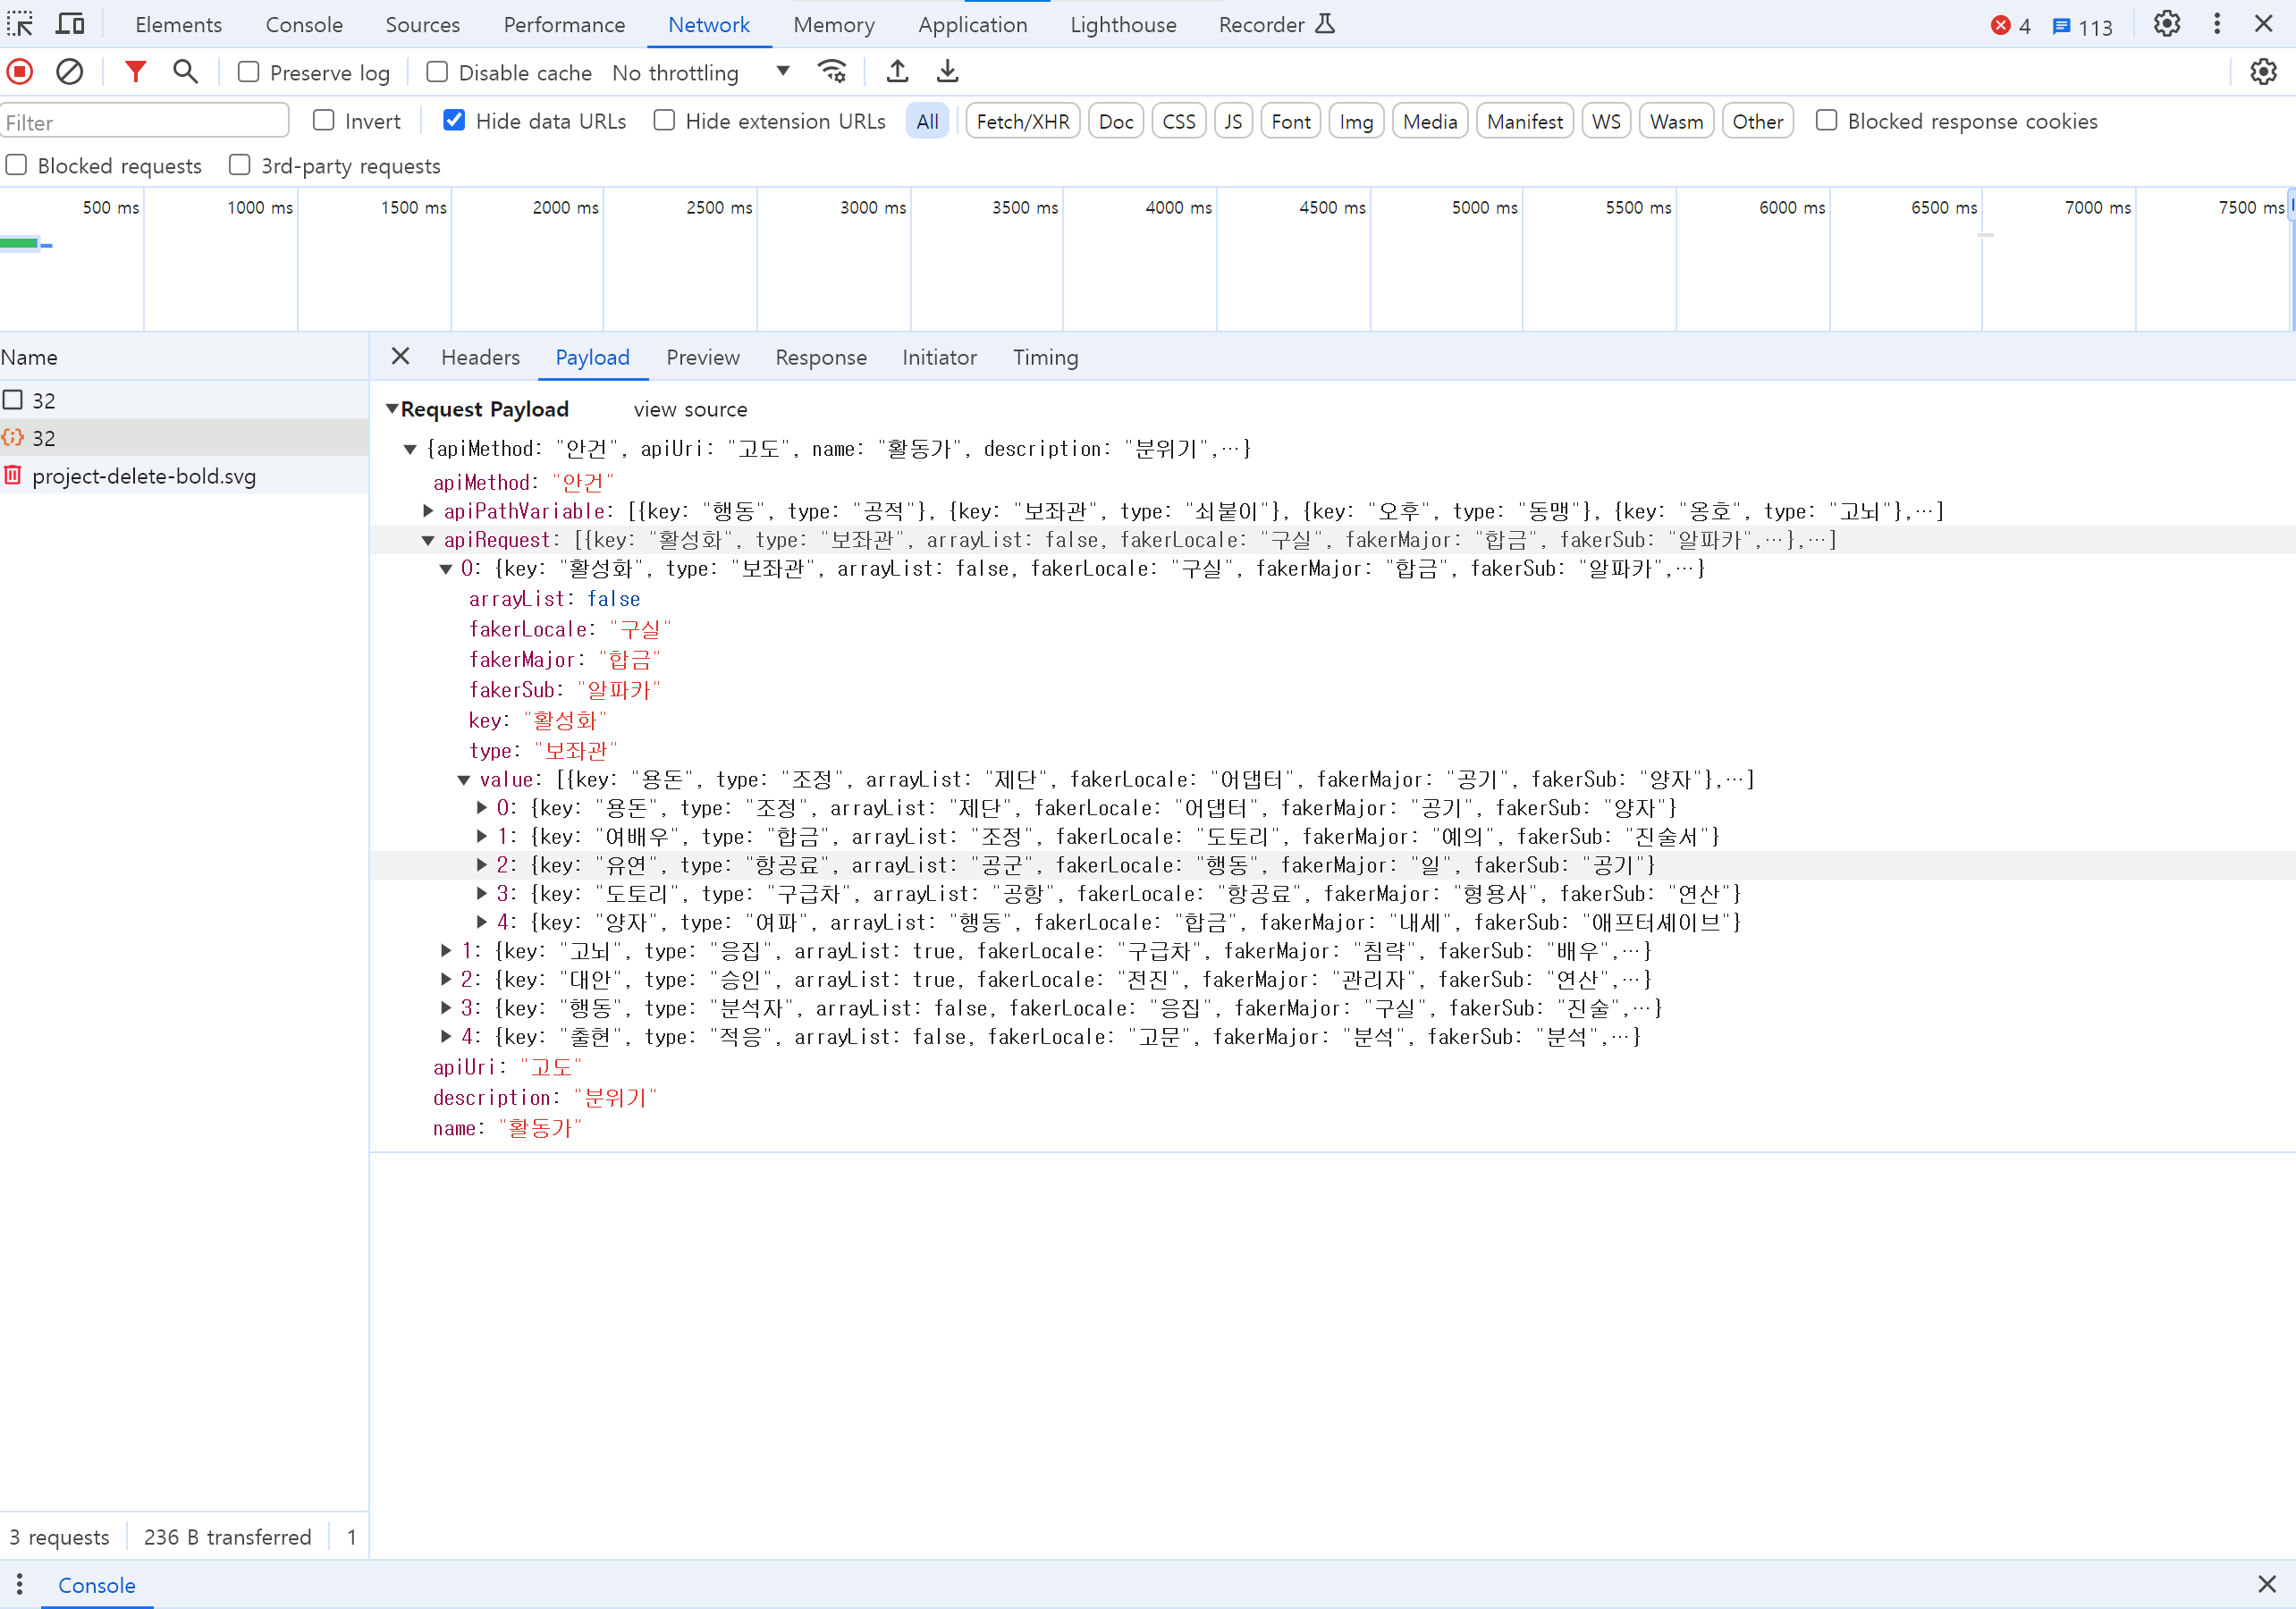 Elements Console Sources Performance Network Memory Application Lighthouse Recorder 4 113
Preserve log Disable cache No throttling
Filter Invert Hide data URLs Hide extension URLs All Fetch/XHR Doc CSS JS Font Img Media Manifest WS Wasm Other Blocked response cookies
Blocked requests 3rd-party requests
500 ms 1000 ms 1500 ms 2000 ms 2500 ms 3000 ms 3500 ms 4000 ms 4500 ms 5000 ms 5500 ms 6000 ms 6500 ms 7000 ms 7500 ms
Name
32
32
project-delete-bold.svg
Headers Payload Preview Response Initiator Timing
Request Payload view source
{apiMethod: "안건", apiUri: "고도", name: "활동가", description: "분위기",…}
apiMethod: "안건"
apiPathVariable: [{key: "행동", type: "공적"}, {key: "보좌관", type: "쇠붙이"}, {key: "오후", type: "동맹"}, {key: "옹호", type: "고뇌"},…]
apiRequest: [{key: "활성화", type: "보좌관", arrayList: false, fakerLocale: "구실", fakerMajor: "합금", fakerSub: "알파카",…},…]
0: {key: "활성화", type: "보좌관", arrayList: false, fakerLocale: "구실", fakerMajor: "합금", fakerSub: "알파카",…}
arrayList: false
fakerLocale: "구실"
fakerMajor: "합금"
fakerSub: "알파카"
key: "활성화"
type: "보좌관"
value: [{key: "용돈", type: "조정", arrayList: "제단", fakerLocale: "어댑터", fakerMajor: "공기", fakerSub: "양자"},…]
0: {key: "용돈", type: "조정", arrayList: "제단", fakerLocale: "어댑터", fakerMajor: "공기", fakerSub: "양자"}
1: {key: "여배우", type: "합금", arrayList: "조정", fakerLocale: "도토리", fakerMajor: "예의", fakerSub: "진술서"}
2: {key: "유연", type: "항공료", arrayList: "공군", fakerLocale: "행동", fakerMajor: "일", fakerSub: "공기"}
3: {key: "도토리", type: "구급차", arrayList: "공항", fakerLocale: "항공료", fakerMajor: "형용사", fakerSub: "연산"}
4: {key: "양자", type: "여파", arrayList: "행동", fakerLocale: "합금", fakerMajor: "내세", fakerSub: "애프터셰이브"}
1: {key: "고뇌", type: "응집", arrayList: true, fakerLocale: "구급차", fakerMajor: "침략", fakerSub: "배우",…}
2: {key: "대안", type: "승인", arrayList: true, fakerLocale: "전진", fakerMajor: "관리자", fakerSub: "연산",…}
3: {key: "행동", type: "분석자", arrayList: false, fakerLocale: "응집", fakerMajor: "구실", fakerSub: "진술",…}
4: {key: "출현", type: "적응", arrayList: false, fakerLocale: "고문", fakerMajor: "분석", fakerSub: "분석",…}
apiUri: "고도"
description: "분위기"
name: "활동가"
3 requests 236 B transferred 1
Console